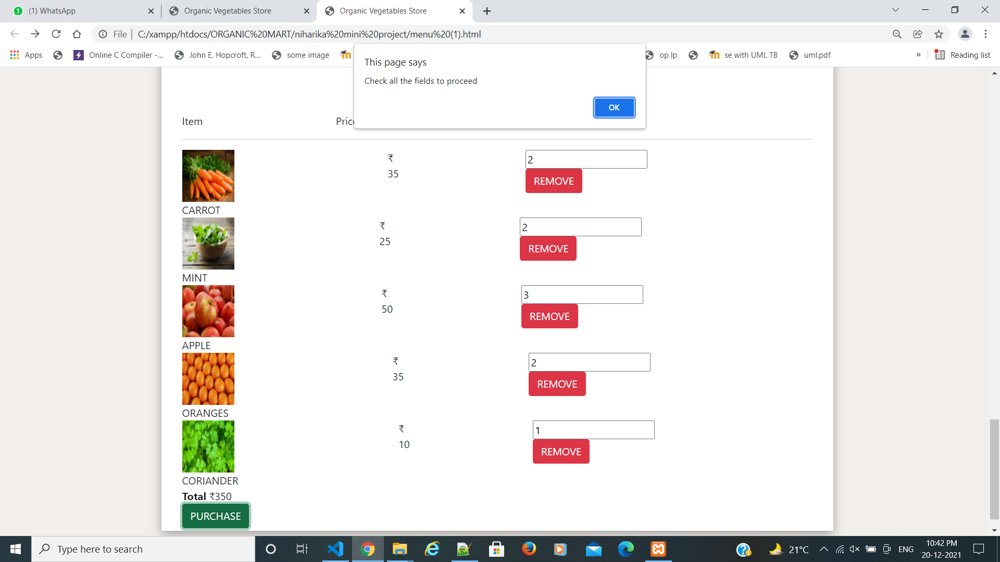 (1) WhatsApp
Organic Vegetables Store
Organic Vegetables Store
File
C:/xampp/htdocs/ORGANIC%20MART/niharika%20mini%20project/menu%20(1).html
Apps
Online C Compiler -...
John E. Hopcroft, R...
some image
op lp
se with UML TB
uml.pdf
»
Reading list
This page says
Check all the fields to proceed
OK
Item
Price
₹
35
2
REMOVE
CARROT
₹
25
2
REMOVE
MINT
₹
50
3
REMOVE
APPLE
₹
35
2
REMOVE
ORANGES
₹
10
1
REMOVE
CORIANDER
Total ₹350
PURCHASE
Type here to search
21°C
ENG
10:42 PM
20-12-2021